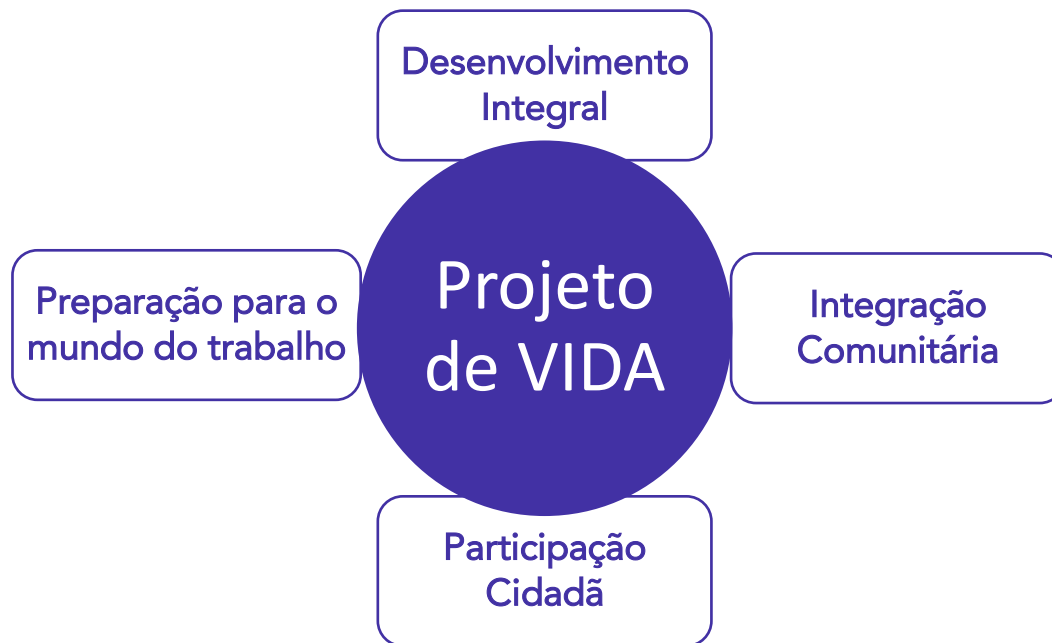 Desenvolvimento
Integral
Preparação para o
mundo do trabalho
Projeto
de VIDA
Integração
Comunitária
Participação
Cidadã